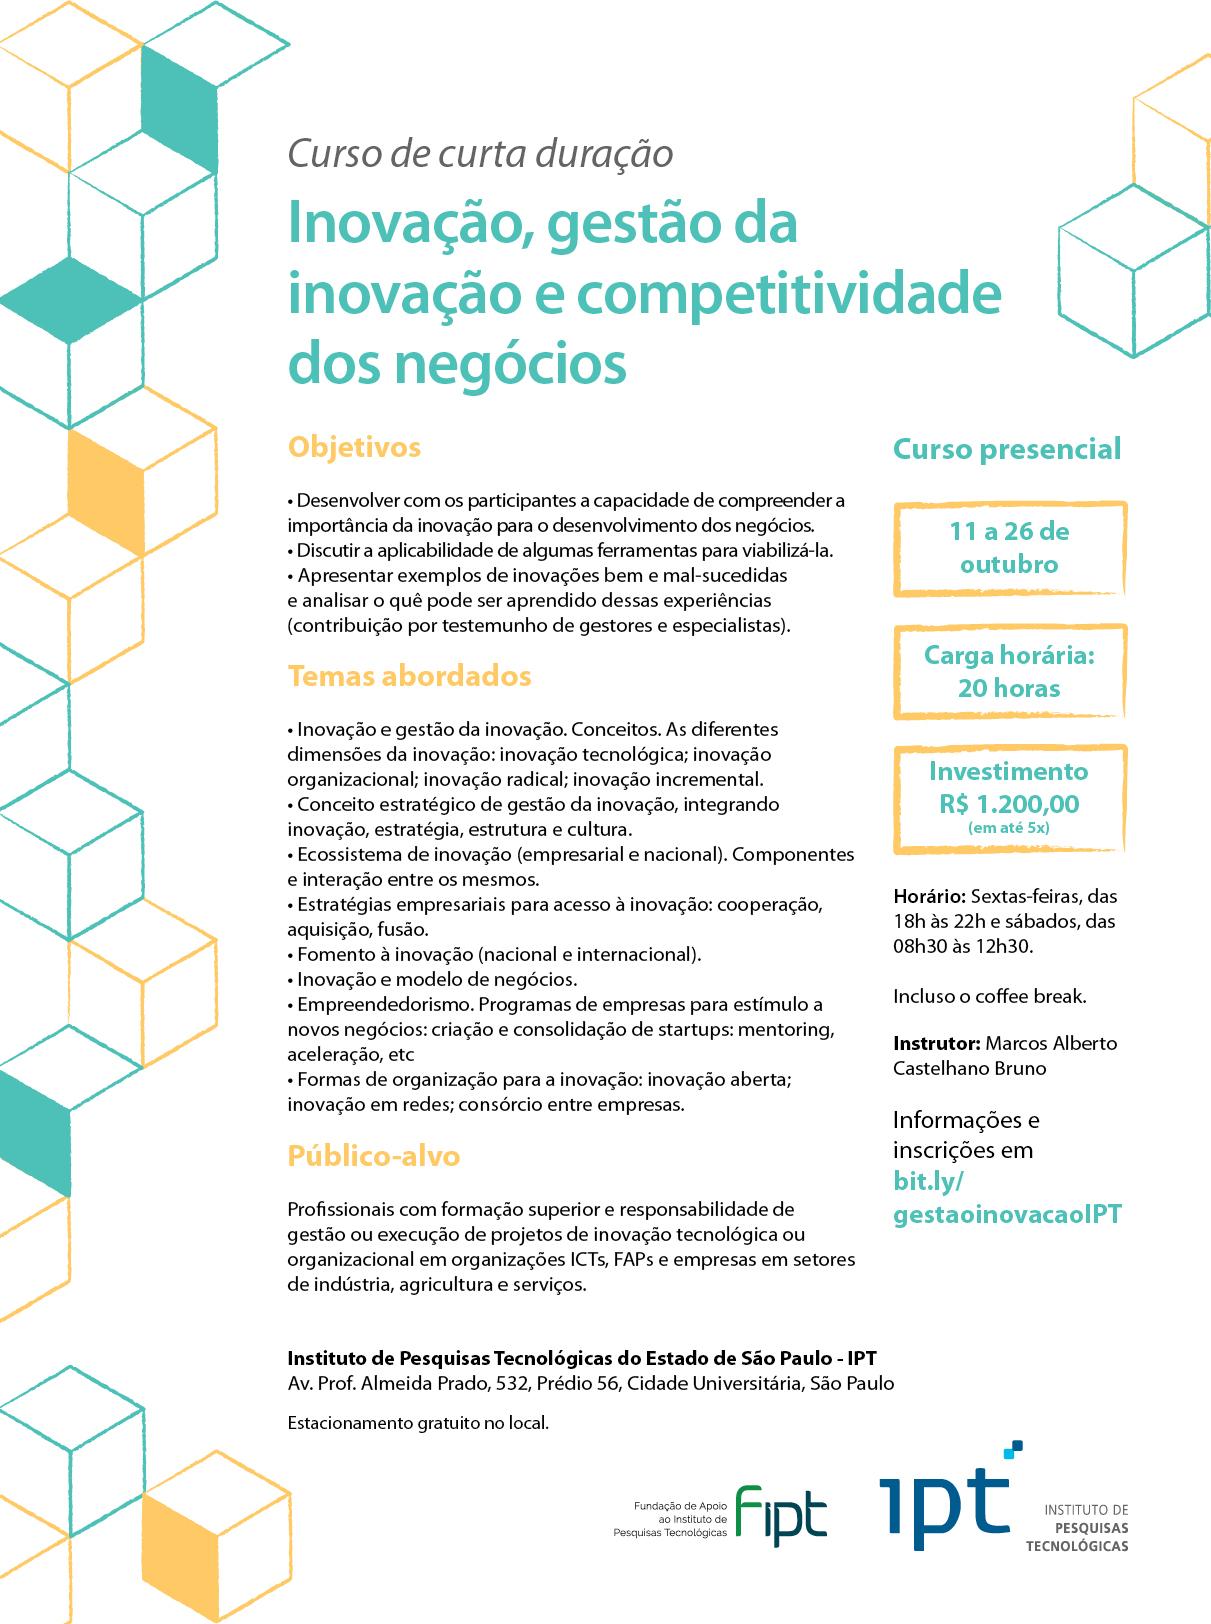 Curso de curta duração
Inovação, gestão da
inovação e competitividade
dos negócios
Objetivos
• Desenvolver com os participantes a capacidade de compreender a
importância da inovação para o desenvolvimento dos negócios.
• Discutir a aplicabilidade de algumas ferramentas para viabilizá-la.
• Apresentar exemplos de inovações bem e mal-sucedidas
e analisar o quê pode ser aprendido dessas experiências
(contribuição por testemunho de gestores e especialistas).
Temas abordados
• Inovação e gestão da inovação. Conceitos. As diferentes
dimensões da inovação: inovação tecnológica; inovação
organizacional; inovação radical; inovação incremental.
• Conceito estratégico de gestão da inovação, integrando
inovação, estratégia, estrutura e cultura.
• Ecossistema de inovação (empresarial e nacional). Componentes
e interação entre os mesmos.
• Estratégias empresariais para acesso à inovação: cooperação,
aquisição, fusão.
• Fomento à inovação (nacional e internacional).
• Inovação e modelo de negócios.
• Empreendedorismo. Programas de empresas para estímulo a
novos negócios: criação e consolidação de startups: mentoring,
aceleração, etc
• Formas de organização para a inovação: inovação aberta;
inovação em redes; consórcio entre empresas.
Público-alvo
Profissionais com formação superior e responsabilidade de
gestão ou execução de projetos de inovação tecnológica ou
organizacional em organizações ICTs, FAPs e empresas em setores
de indústria, agricultura e serviços.
Curso presencial
11 a 26 de
outubro
Carga horária:
20 horas
Investimento
R$ 1.200,00
(em até 5x)
Horário: Sextas-feiras, das
18h às 22h e sábados, das
08h30 às 12h30.
Incluso o coffee break.
Instrutor: Marcos Alberto
Castelhano Bruno
Informações e
inscrições em
bit.ly/
gestaoinovacaoIPT
Instituto de Pesquisas Tecnológicas do Estado de São Paulo - IPT
Av. Prof. Almeida Prado, 532, Prédio 56, Cidade Universitária, São Paulo
Estacionamento gratuito no local.
Fundação de Apoio
ao Instituto de
Pesquisas Tecnológicas
Fipt
ipt
INSTITUTO DE
PESQUISAS
TECNOLÓGICAS